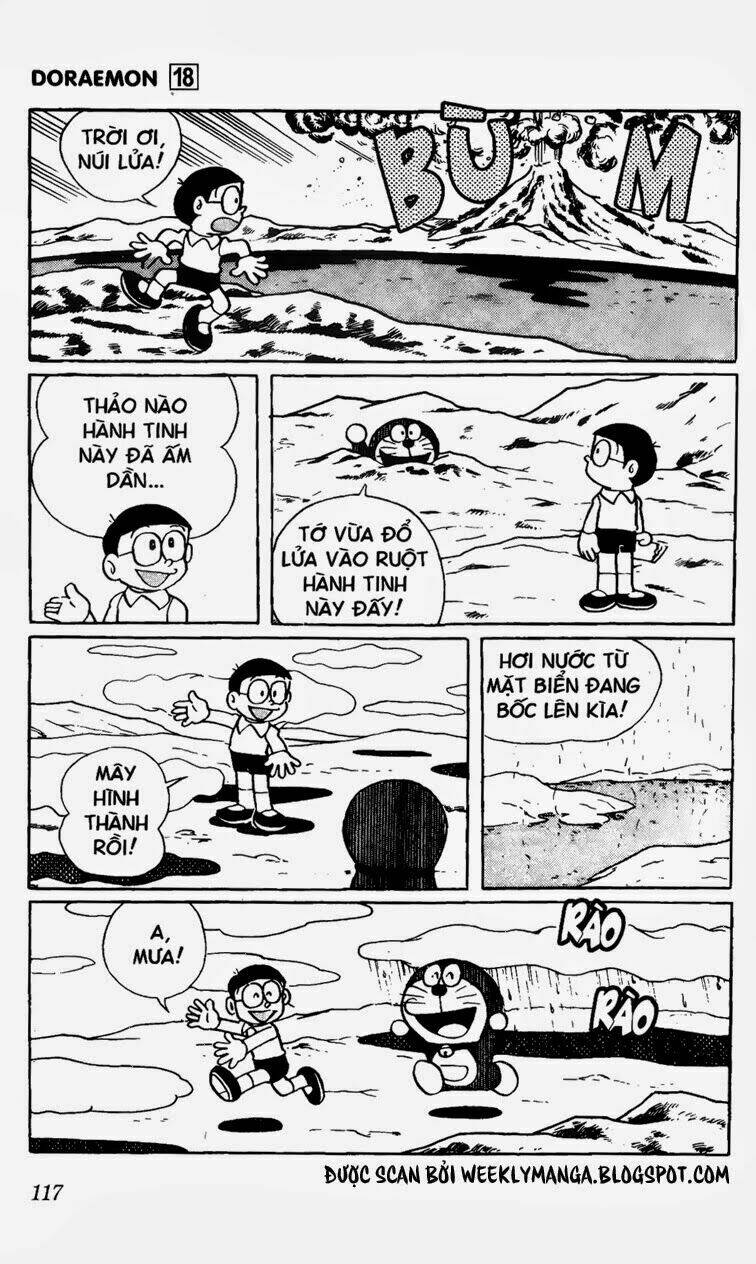 DORAEMON 18
TRỜI ƠI,
NÚI LỬA!
BÙM
THẢO NÀO
HÀNH TINH
NÀY ĐÃ ẤM
DẦN...
TỚ VỪA ĐỔ
LỬA VÀO RUỘT
HÀNH TINH
NÀY ĐẤY!
MÂY
HÌNH
THÀNH
RỒI!
HƠI NƯỚC TỪ
MẶT BIỂN ĐANG
BỐC LÊN KÌA!
A,
MƯA!
RÀO
RÀO
ĐƯỢC SCAN BỞI WEEKLYMANGA.BLOGSPOT.COM
117